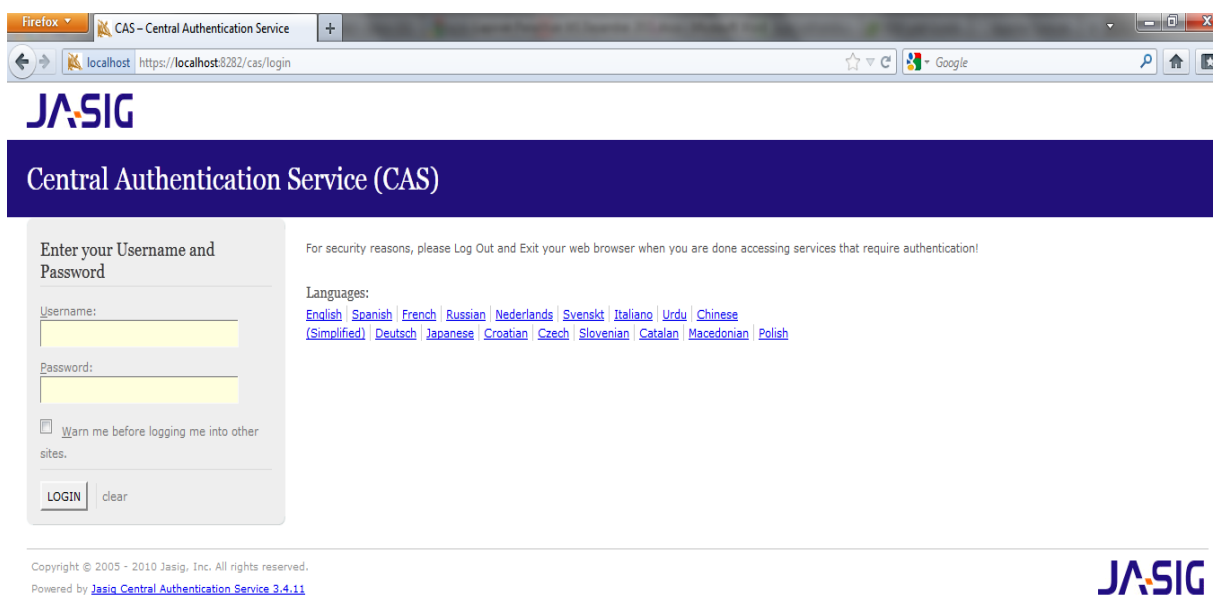 Firefox
CAS – Central Authentication Service
localhost https://localhost:8282/cas/login
Google
JA·SIG
Central Authentication Service (CAS)
Enter your Username and
Password
Username:
Password:
Warn me before logging me into other
sites.
LOGIN clear
For security reasons, please Log Out and Exit your web browser when you are done accessing services that require authentication!
Languages:
English Spanish French Russian Nederlands Svenskt Italiano Urdu Chinese
(Simplified) Deutsch Japanese Croatian Czech Slovenian Catalan Macedonian Polish
Copyright © 2005 - 2010 Jasig, Inc. All rights reserved.
Powered by Jasig Central Authentication Service 3.4.11
JA·SIG